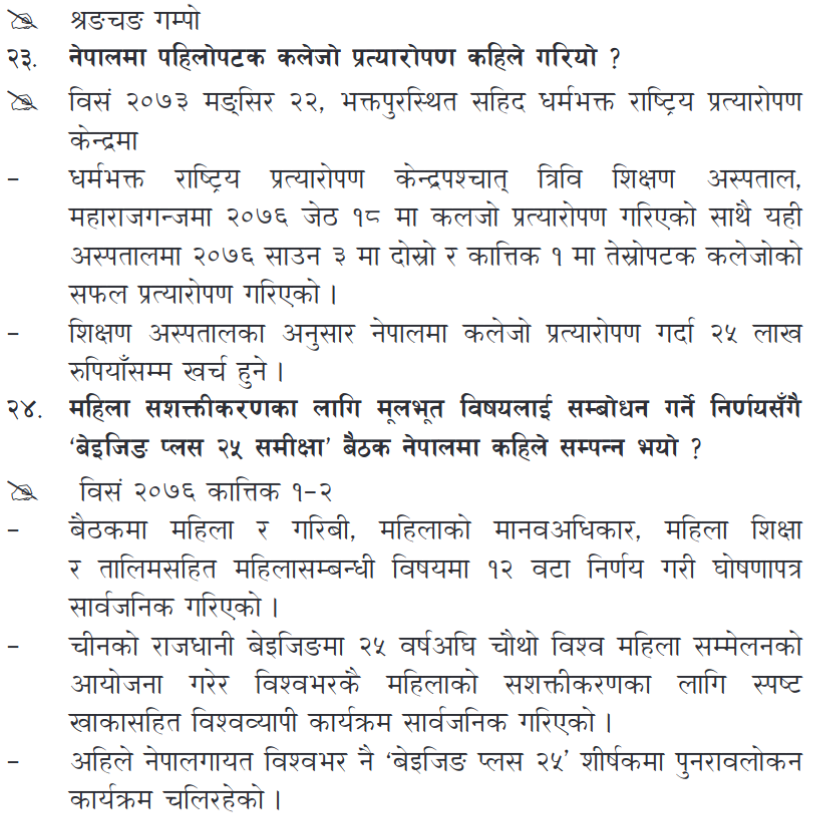 श्रङचङ गम्पो
२३. नेपालमा पहिलोपटक कलेजो प्रत्यारोपण कहिले गरियो ?
विसं २०७३ मङ्सिर २२, भक्तपुरस्थित सहिद धर्मभक्त राष्ट्रिय प्रत्यारोपण
केन्द्रमा
– धर्मभक्त राष्ट्रिय प्रत्यारोपण केन्द्रपश्चात् त्रिवि शिक्षण अस्पताल,
महाराजगन्जमा २०७६ जेठ १८ मा कलजो प्रत्यारोपण गरिएको साथै यही
अस्पतालमा २०७६ साउन ३ मा दोस्रो र कात्तिक १ मा तेस्रोपटक कलेजोको
सफल प्रत्यारोपण गरिएको ।
– शिक्षण अस्पतालका अनुसार नेपालमा कलेजो प्रत्यारोपण गर्दा २५ लाख
रुपियाँसम्म खर्च हुने ।
२४. महिला सशक्तीकरणका लागि मूलभूत विषयलाई सम्बोधन गर्ने निर्णयसँगै
‘बेइजिङ प्लस २५ समीक्षा’ बैठक नेपालमा कहिले सम्पन्न भयो ?
विसं २०७६ कात्तिक १–२
– बैठकमा महिला र गरिबी, महिलाको मानवअधिकार, महिला शिक्षा
र तालिमसहित महिलासम्बन्धी विषयमा १२ वटा निर्णय गरी घोषणापत्र
सार्वजनिक गरिएको ।
– चीनको राजधानी बेइजिङमा २५ वर्षअघि चौथो विश्व महिला सम्मेलनको
आयोजना गरेर विश्वभरकै महिलाको सशक्तीकरणका लागि स्पष्ट
खाकासहित विश्वव्यापी कार्यक्रम सार्वजनिक गरिएको ।
– अहिले नेपालगायत विश्वभर नै ‘बेइजिङ प्लस २५’ शीर्षकमा पुनरावलोकन
कार्यक्रम चलिरहेको ।